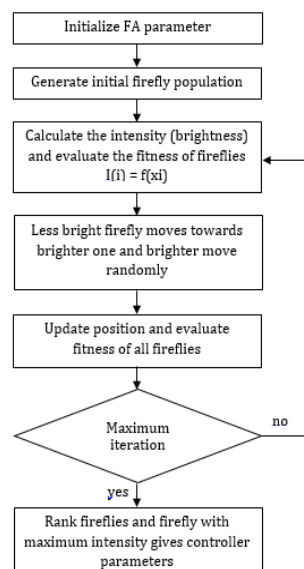 Initialize FA parameter
Generate initial firefly population
Calculate the intensity (brightness)
and evaluate the fitness of fireflies
I(i) = f(xi)
Less bright firefly moves towards
brighter one and brighter move
randomly
Update position and evaluate
fitness of all fireflies
Maximum
iteration
no
yes
Rank fireflies and firefly with
maximum intensity gives controller
parameters